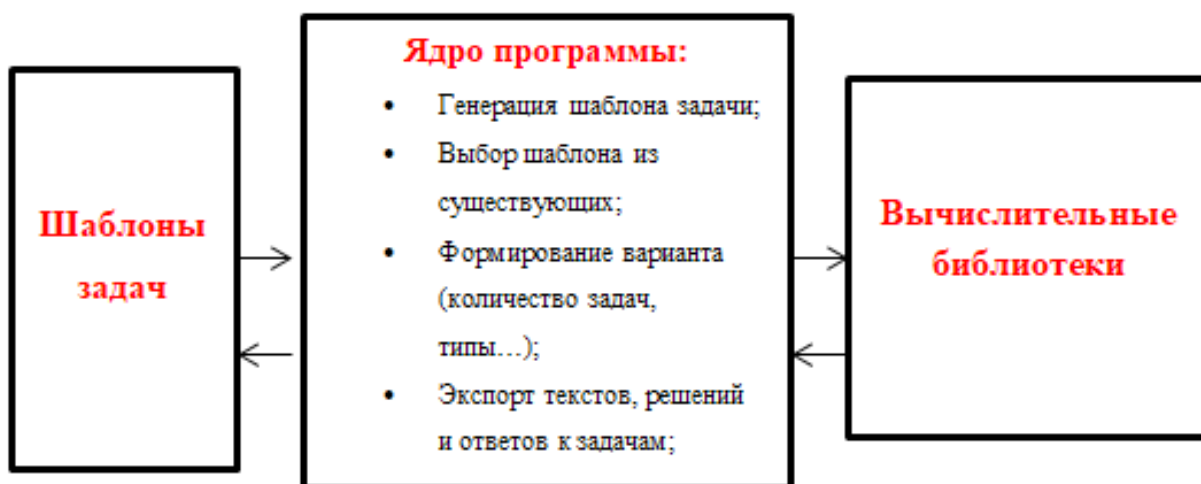 Шаблоны
задач
Ядро программы:
• Генерация шаблона задачи;
• Выбор шаблона из
существующих;
• Формирование варианта
(количество задач,
типы…);
• Экспорт текстов, решений
и ответов к задачам;
Вычислительные
библиотеки